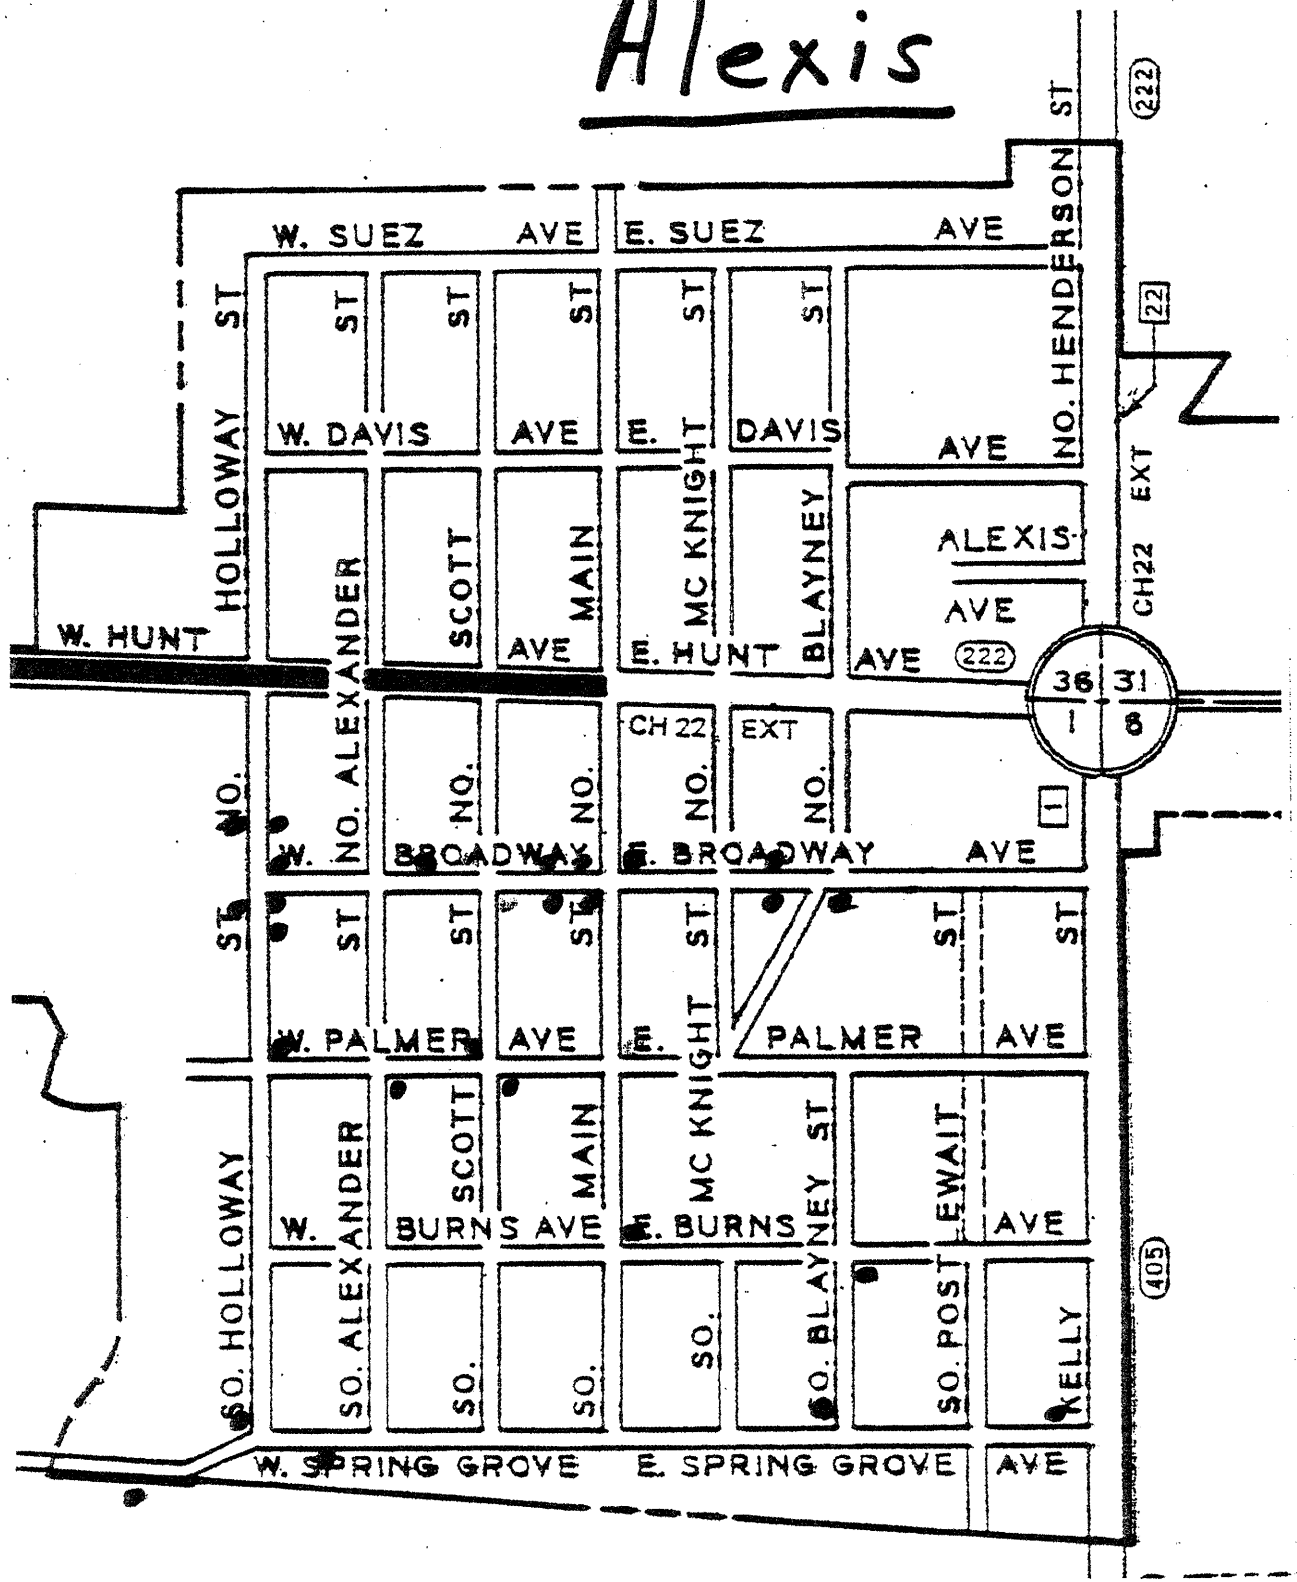 Alexis
222
NO. HENDERSON ST
W. SUEZ AVE
E. SUEZ AVE
22
HOLLOWAY ST
ST
ST
ST
ST
ST
W. DAVIS AVE
E. DAVIS AVE
CH22 EXT
ALEXIS
AVE
NO. ALEXANDER
SCOTT
MAIN
MC KNIGHT
BLAYNEY
W. HUNT AVE
E. HUNT AVE
222
36 31
1 6
CH 22 EXT
NO.
NO.
NO.
NO.
NO.
1
W. BROADWAY
E. BROADWAY AVE
ST
ST
ST
ST
ST
ST
ST
W. PALMER AVE
E. PALMER AVE
SO. HOLLOWAY
SO. ALEXANDER
SCOTT
MAIN
MC KNIGHT
SO. BLAYNEY ST
SO. POST EWAIT
W. BURNS AVE
E. BURNS AVE
405
SO.
SO.
SO.
KELLY
W. SPRING GROVE
E. SPRING GROVE AVE